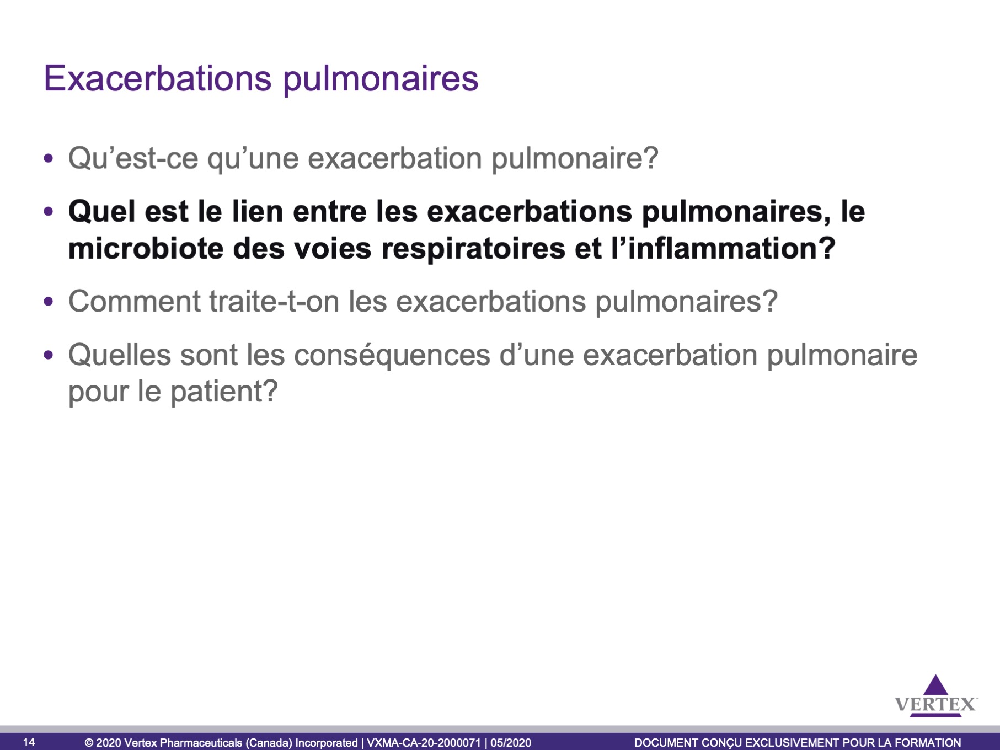 Exacerbations pulmonaires
• Qu’est-ce qu’une exacerbation pulmonaire?
• Quel est le lien entre les exacerbations pulmonaires, le
microbiote des voies respiratoires et l’inflammation?
• Comment traite-t-on les exacerbations pulmonaires?
• Quelles sont les conséquences d’une exacerbation pulmonaire
pour le patient?
VERTEX™
14 © 2020 Vertex Pharmaceuticals (Canada) Incorporated | VXMA-CA-20-2000071 | 05/2020 DOCUMENT CONÇU EXCLUSIVEMENT POUR LA FORMATION